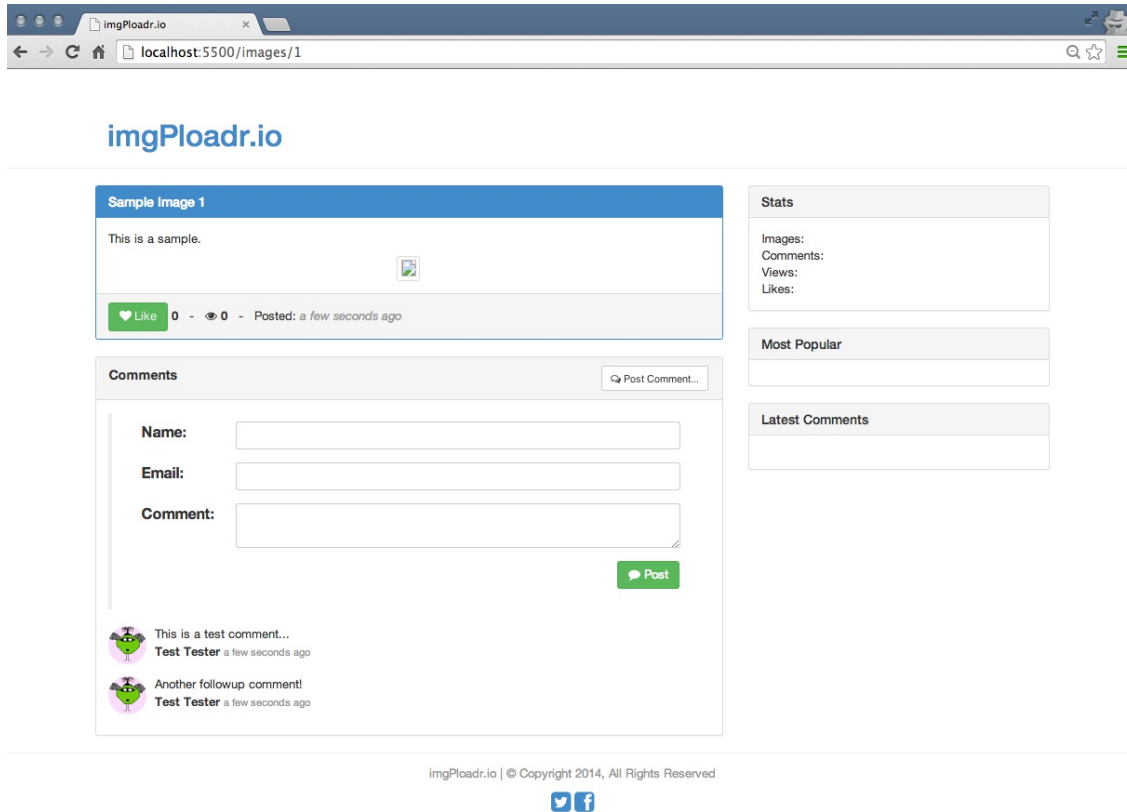 imgPloadr.io
localhost:5500/images/1
imgPloadr.io
Sample Image 1
This is a sample.
Like 0 - 0 - Posted: a few seconds ago
Comments
Post Comment...
Name:
Email:
Comment:
Post
This is a test comment...
Test Tester a few seconds ago
Another followup comment!
Test Tester a few seconds ago
Stats
Images:
Comments:
Views:
Likes:
Most Popular
Latest Comments
imgPloadr.io | © Copyright 2014, All Rights Reserved